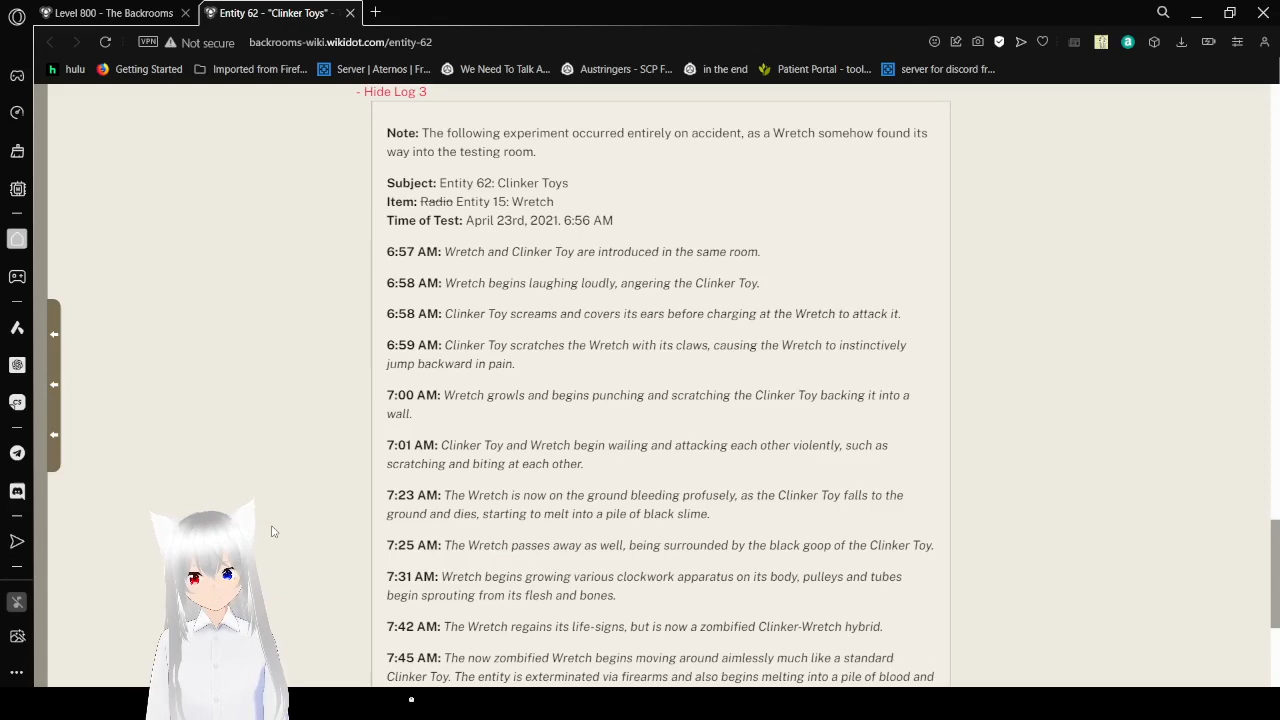 Level 800 - The Backrooms
Entity 62 - "Clinker Toys" -
VPN
Not secure
backrooms-wiki.wikidot.com/entity-62
hulu
Getting Started
Imported from Firef...
Server | Aternos | Fr...
We Need To Talk A...
Austringers - SCP F...
in the end
Patient Portal - tool...
server for discord fr...
- Hide Log 3
Note: The following experiment occurred entirely on accident, as a Wretch somehow found its
way into the testing room.
Subject: Entity 62: Clinker Toys
Item: Radio Entity 15: Wretch
Time of Test: April 23rd, 2021. 6:56 AM
6:57 AM: Wretch and Clinker Toy are introduced in the same room.
6:58 AM: Wretch begins laughing loudly, angering the Clinker Toy.
6:58 AM: Clinker Toy screams and covers its ears before charging at the Wretch to attack it.
6:59 AM: Clinker Toy scratches the Wretch with its claws, causing the Wretch to instinctively
jump backward in pain.
7:00 AM: Wretch growls and begins punching and scratching the Clinker Toy backing it into a
wall.
7:01 AM: Clinker Toy and Wretch begin wailing and attacking each other violently, such as
scratching and biting at each other.
7:23 AM: The Wretch is now on the ground bleeding profusely, as the Clinker Toy falls to the
ground and dies, starting to melt into a pile of black slime.
7:25 AM: The Wretch passes away as well, being surrounded by the black goop of the Clinker Toy.
7:31 AM: Wretch begins growing various clockwork apparatus on its body, pulleys and tubes
begin sprouting from its flesh and bones.
7:42 AM: The Wretch regains its life-signs, but is now a zombified Clinker-Wretch hybrid.
7:45 AM: The now zombified Wretch begins moving around aimlessly much like a standard
Clinker Toy. The entity is exterminated via firearms and also begins melting into a pile of blood and